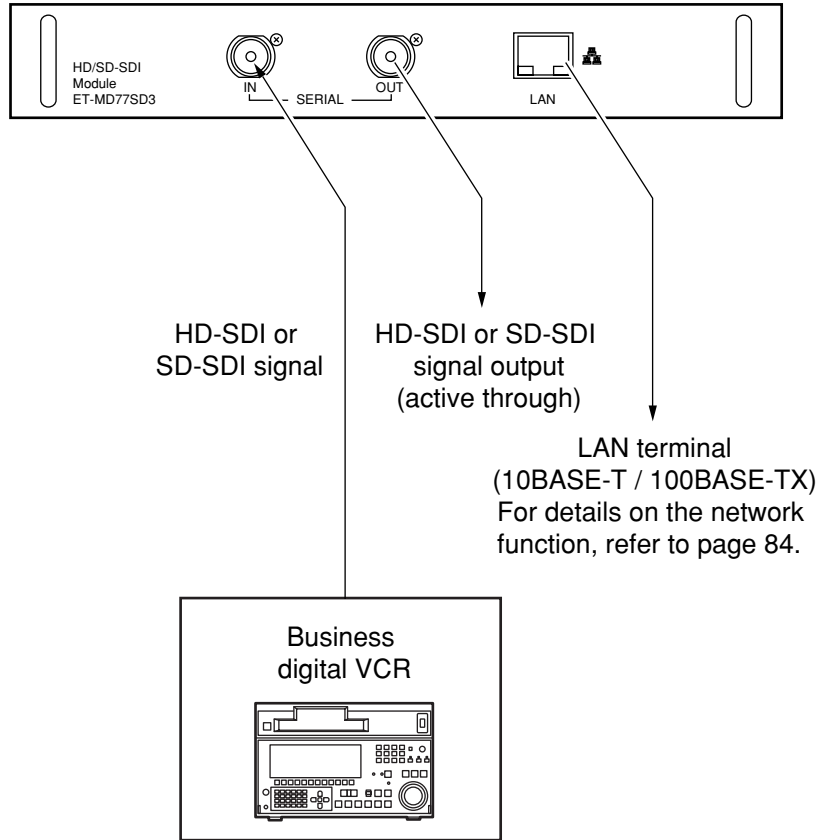 HD/SD-SDI
Module
ET-MD77SD3
IN
SERIAL
OUT
LAN
HD-SDI or
SD-SDI signal
HD-SDI or SD-SDI
signal output
(active through)
LAN terminal
(10BASE-T / 100BASE-TX)
For details on the network
function, refer to page 84.
Business
digital VCR